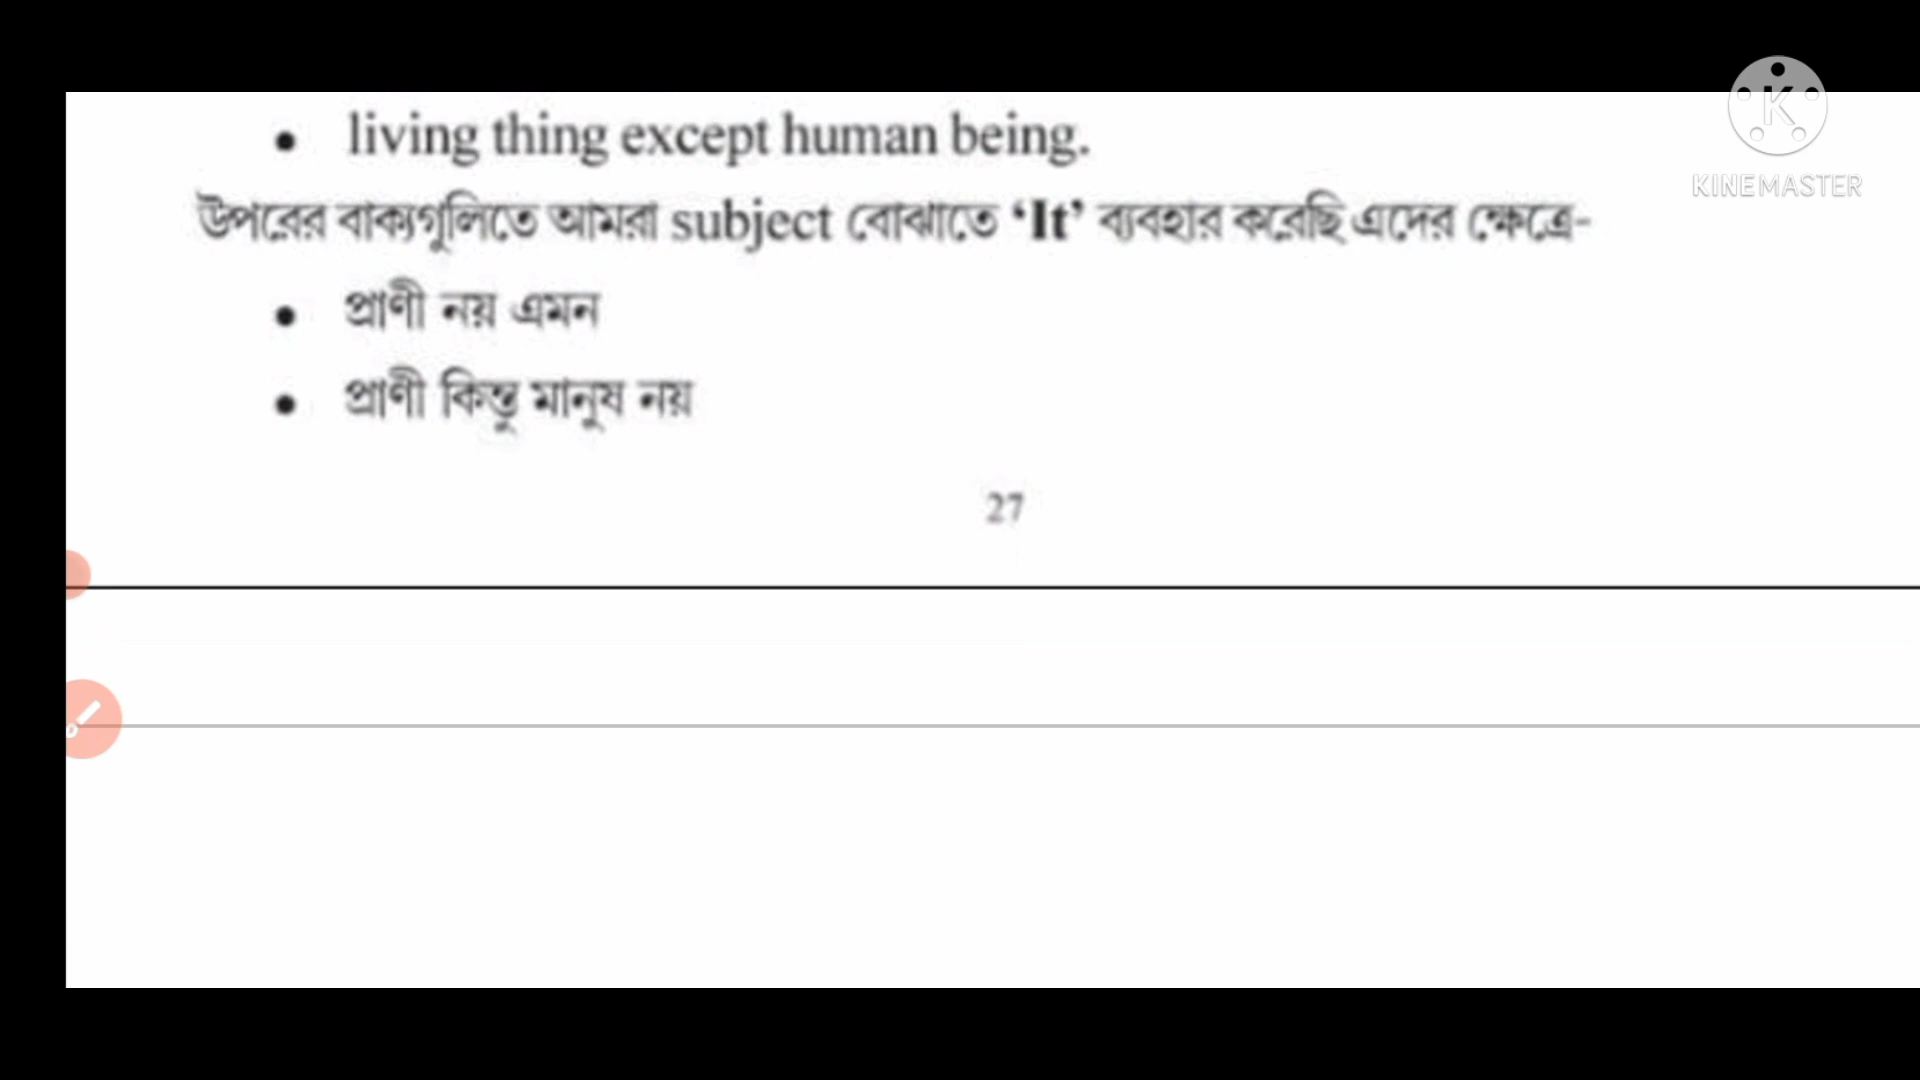 • living thing except human being.
উপরের বাক্যগুলিতে আমরা subject বোঝাতে ‘It’ ব্যবহার করেছি এদের ক্ষেত্রে-
• প্রাণী নয় এমন
• প্রাণী কিন্তু মানুষ নয়
27
K
KINEMASTER